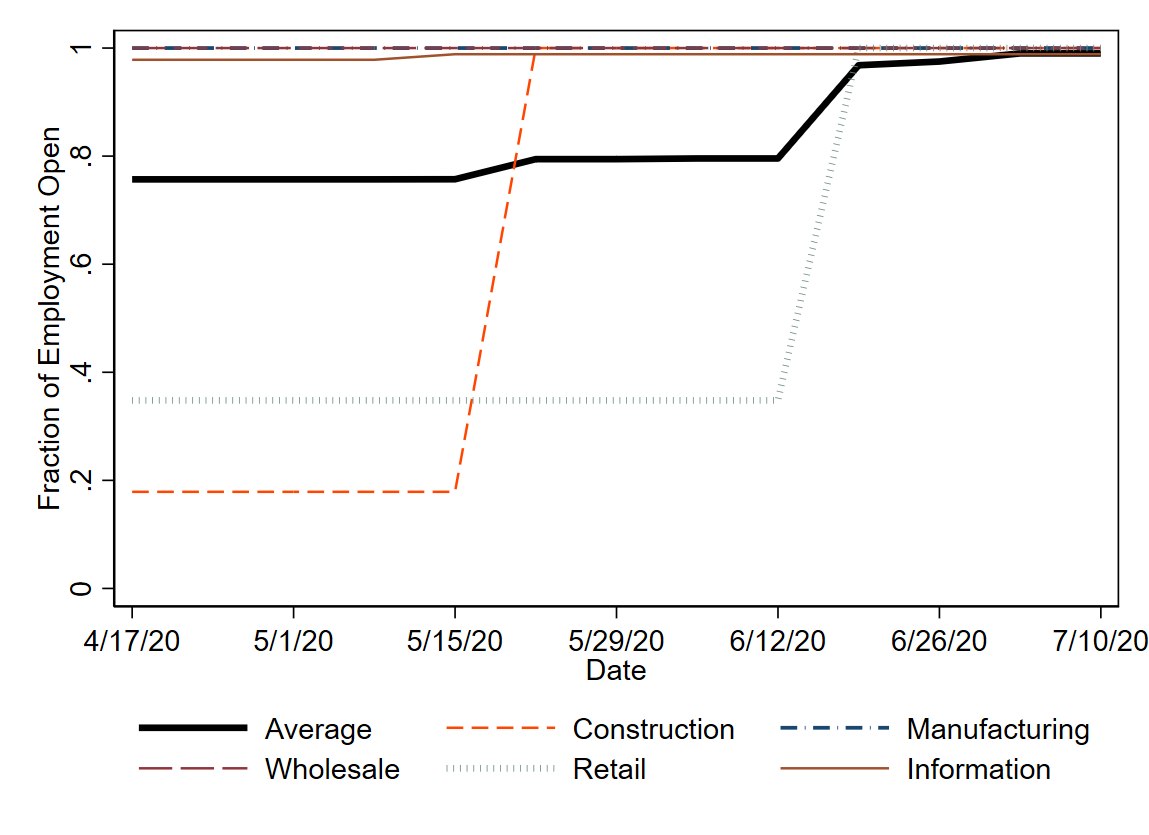 Fraction of Employment Open
1
.8
.6
.4
.2
0
4/17/20 5/1/20 5/15/20 5/29/20 6/12/20 6/26/20 7/10/20
Date
Average Construction Manufacturing
Wholesale Retail Information